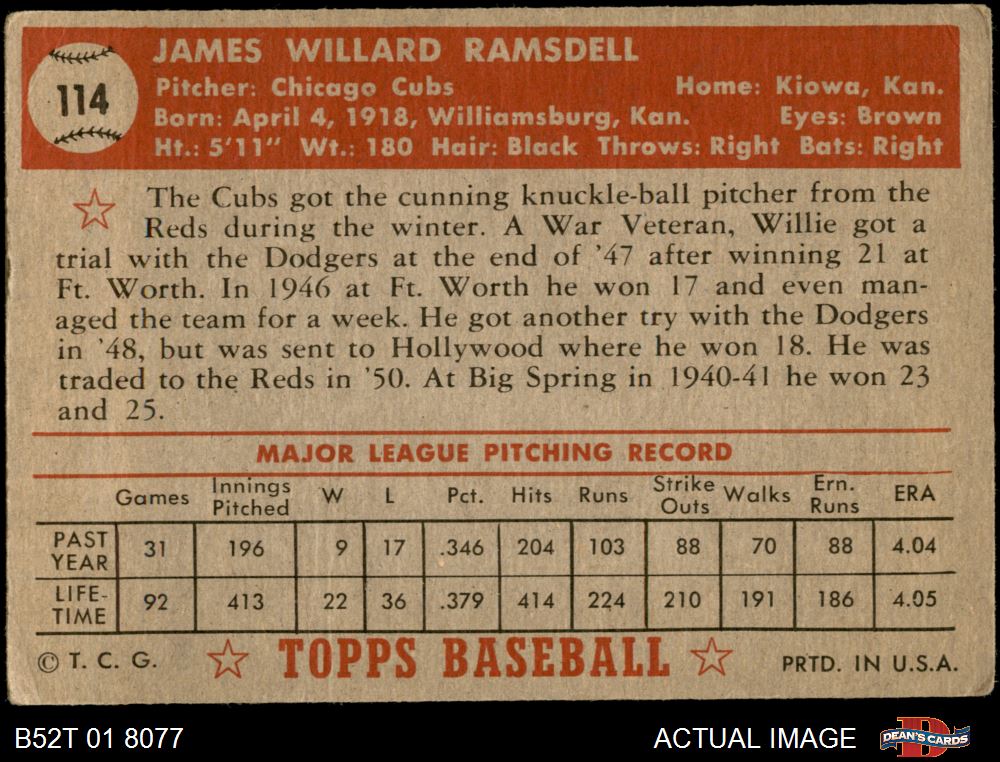 114
JAMES WILLARD RAMSDELL
Pitcher: Chicago Cubs Home: Kiowa, Kan.
Born: April 4, 1918, Williamsburg, Kan. Eyes: Brown
Ht.: 5'11" Wt.: 180 Hair: Black Throws: Right Bats: Right
The Cubs got the cunning knuckle-ball pitcher from the
Reds during the winter. A War Veteran, Willie got a
trial with the Dodgers at the end of '47 after winning 21 at
Ft. Worth. In 1946 at Ft. Worth he won 17 and even man-
aged the team for a week. He got another try with the Dodgers
in '48, but was sent to Hollywood where he won 18. He was
traded to the Reds in '50. At Big Spring in 1940-41 he won 23
and 25.
MAJOR LEAGUE PITCHING RECORD
Games Innings Pitched W L Pct. Hits Runs Strike Outs Walks Ern. Runs ERA
PAST YEAR 31 196 9 17 .346 204 103 88 70 88 4.04
LIFE-TIME 92 413 22 36 .379 414 224 210 191 186 4.05
© T. C. G. TOPPS BASEBALL PRTD. IN U.S.A.
B52T 01 8077 ACTUAL IMAGE D DEAN'S CARDS